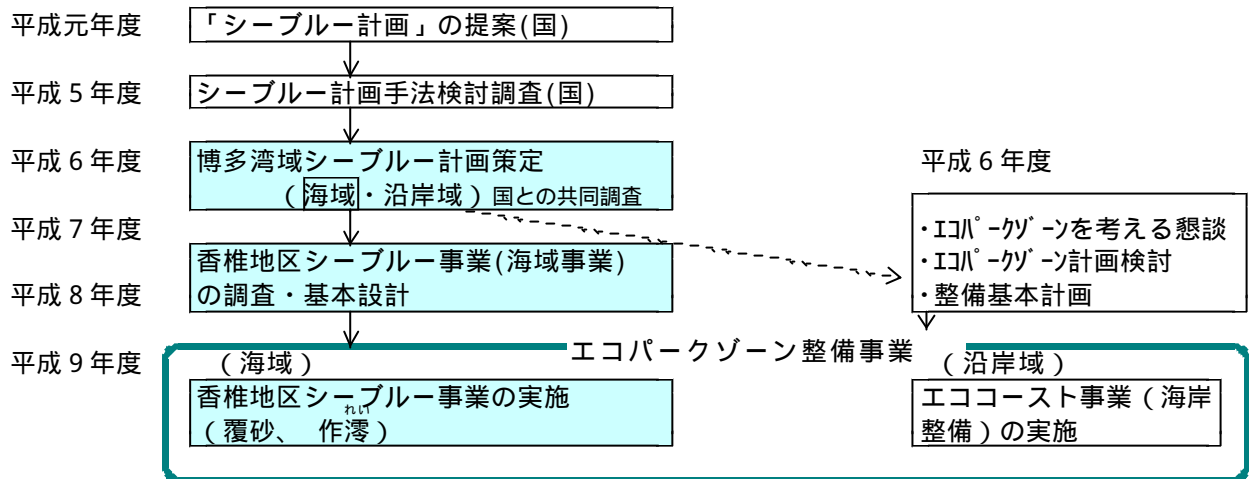 平成元年度
「シーブルー計画」の提案(国)
平成５年度
シーブルー計画手法検討調査(国)
平成６年度
博多湾域シーブルー計画策定
（海域・沿岸域）国との共同調査
平成６年度
平成７年度
・ｴｺﾊﾟｰｸｿﾞｰﾝを考える懇談
・ｴｺﾊﾟｰｸｿﾞｰﾝ計画検討
・整備基本計画
香椎地区シーブルー事業(海域事業)
の調査・基本設計
平成８年度
エコパークゾーン整備事業
平成９年度
（海域）
香椎地区シーブルー事業の実施
れい
（覆砂、 作澪）
（沿岸域）
エココースト事業（海岸
整備）の実施